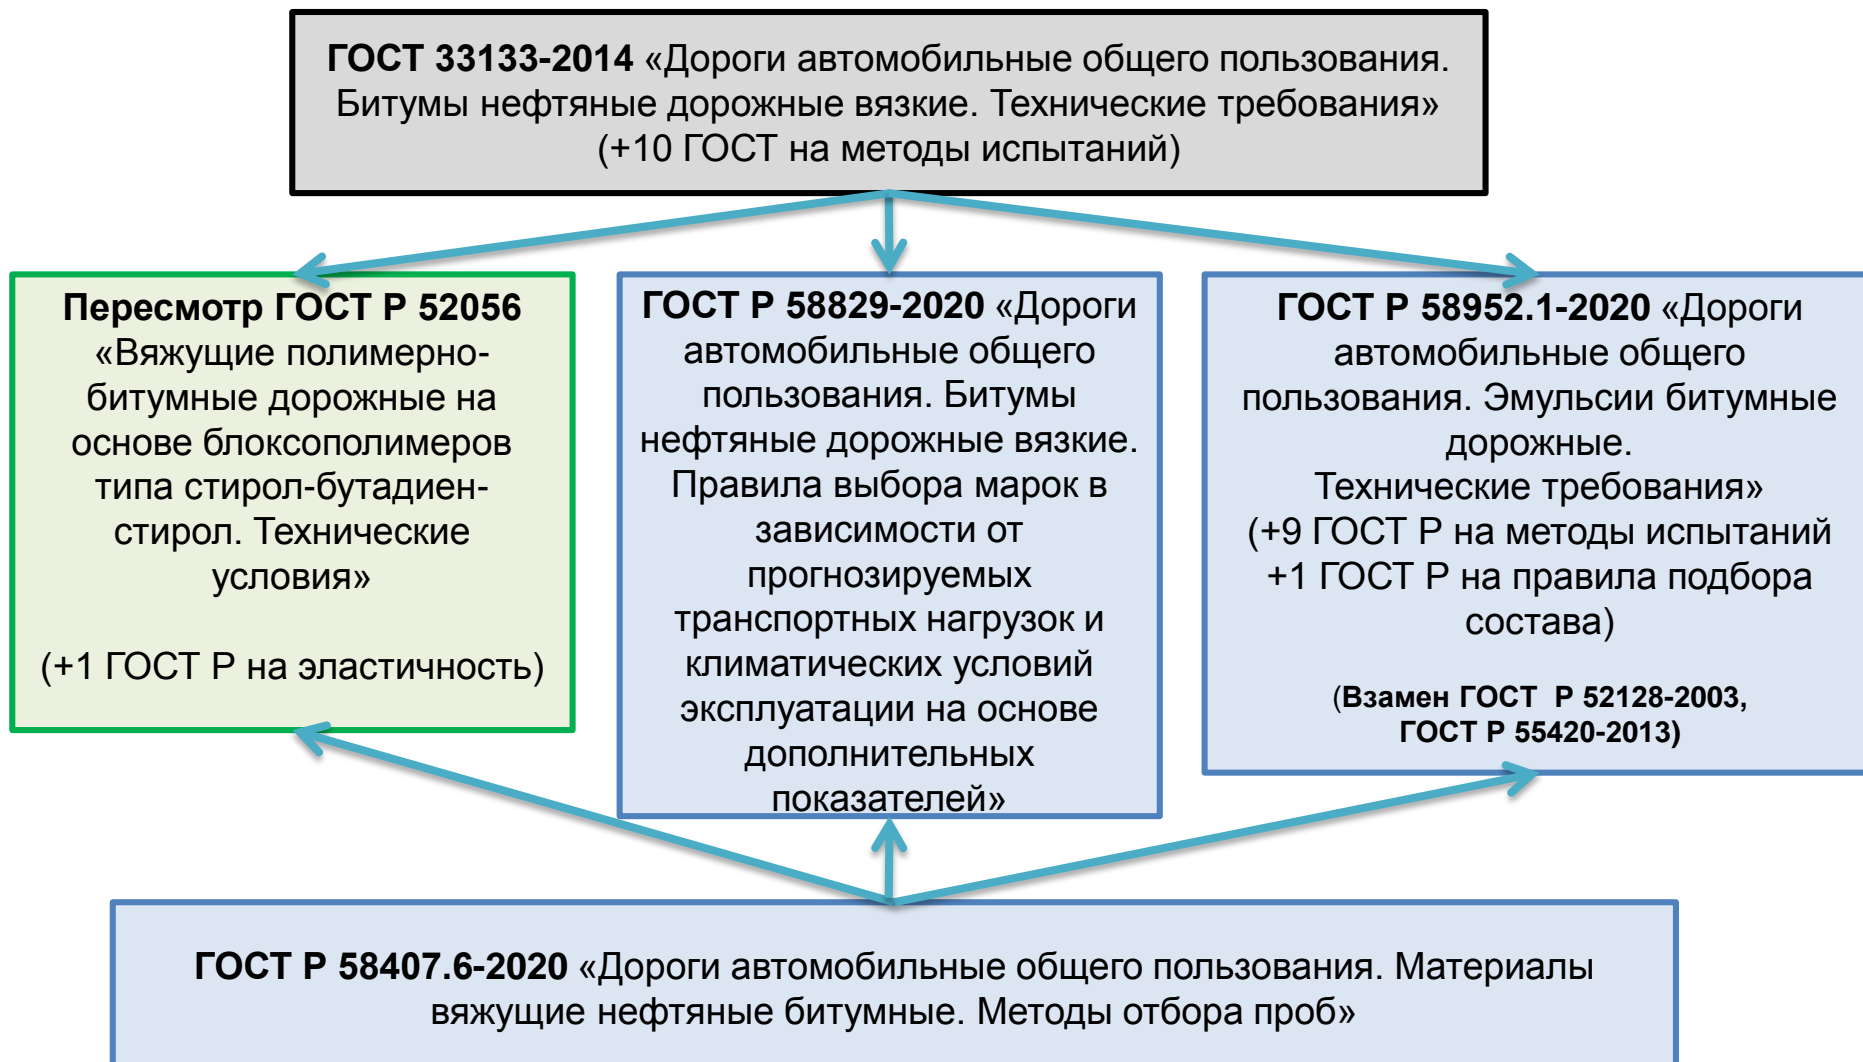 ГОСТ 33133-2014 «Дороги автомобильные общего пользования.
Битумы нефтяные дорожные вязкие. Технические требования»
(+10 ГОСТ на методы испытаний)
Пересмотр ГОСТ Р 52056
«Вяжущие полимерно-
битумные дорожные на
основе блоксополимеров
типа стирол-бутадиен-
стирол. Технические
условия»
(+1 ГОСТ Р на эластичность)
ГОСТ Р 58829-2020 «Дороги
автомобильные общего
пользования. Битумы
нефтяные дорожные вязкие.
Правила выбора марок в
зависимости от
прогнозируемых
транспортных нагрузок и
климатических условий
эксплуатации на основе
дополнительных
показателей»
ГОСТ Р 58952.1-2020 «Дороги
автомобильные общего
пользования. Эмульсии битумные
дорожные.
Технические требования»
(+9 ГОСТ Р на методы испытаний
+1 ГОСТ Р на правила подбора
состава)
(Взамен ГОСТ  Р 52128-2003,
ГОСТ Р 55420-2013)
ГОСТ Р 58407.6-2020 «Дороги автомобильные общего пользования. Материалы
вяжущие нефтяные битумные. Методы отбора проб»